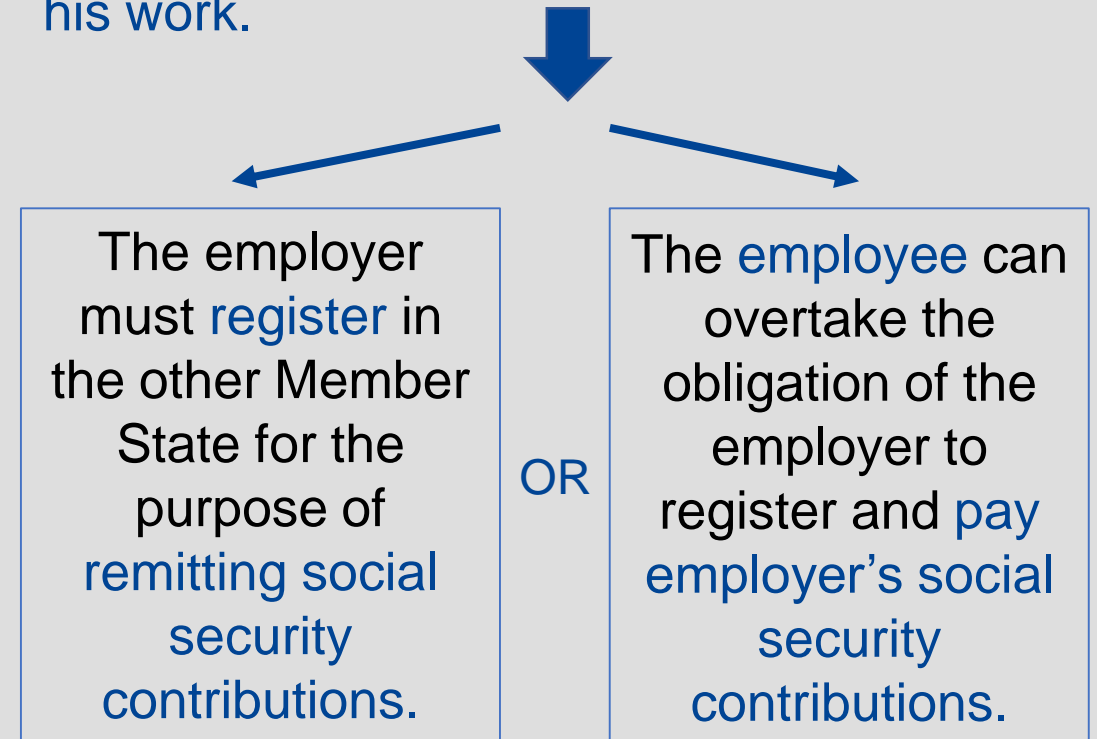 his work.
The employer
must register in
the other Member
State for the
purpose of
remitting social
security
contributions.
OR
The employee can
overtake the
obligation of the
employer to
register and pay
employer’s social
security
contributions.